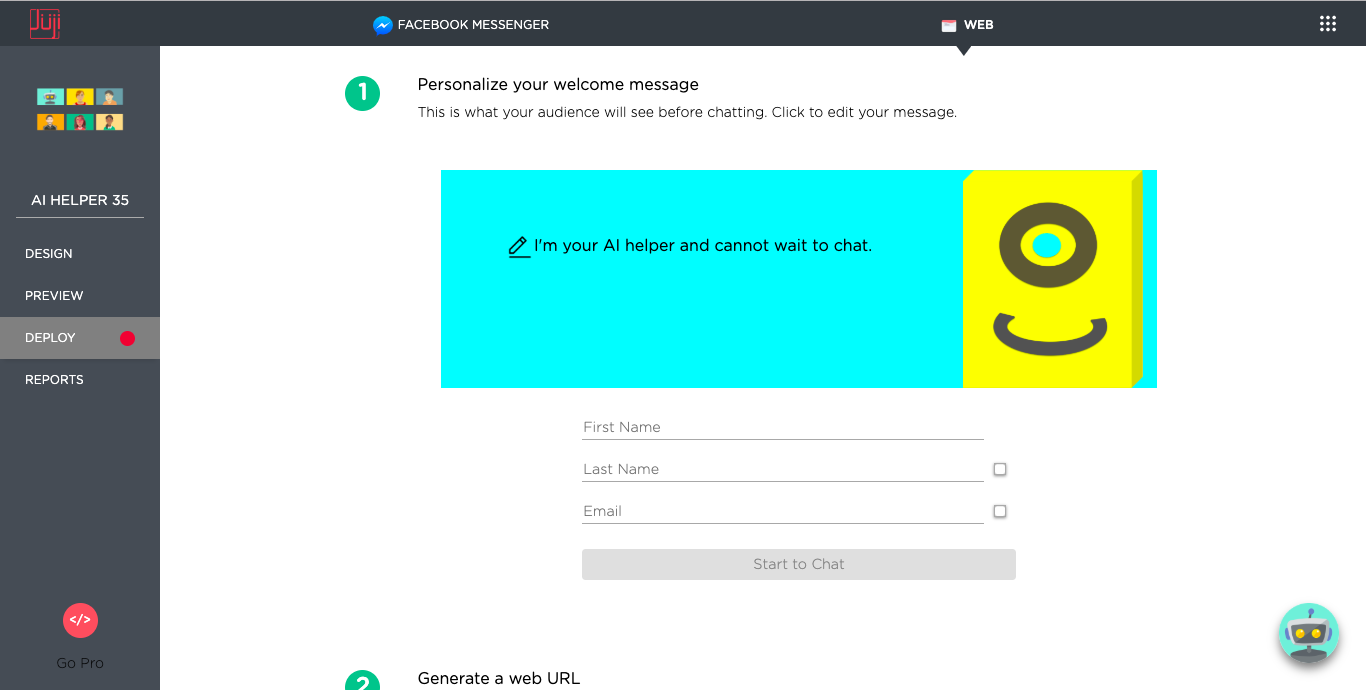 Juji
FACEBOOK MESSENGER
WEB
AI HELPER 35
DESIGN
PREVIEW
DEPLOY
REPORTS
</>
Go Pro
1
Personalize your welcome message
This is what your audience will see before chatting. Click to edit your message.
I'm your AI helper and cannot wait to chat.
First Name
Last Name
Email
Start to Chat
2
Generate a web URL